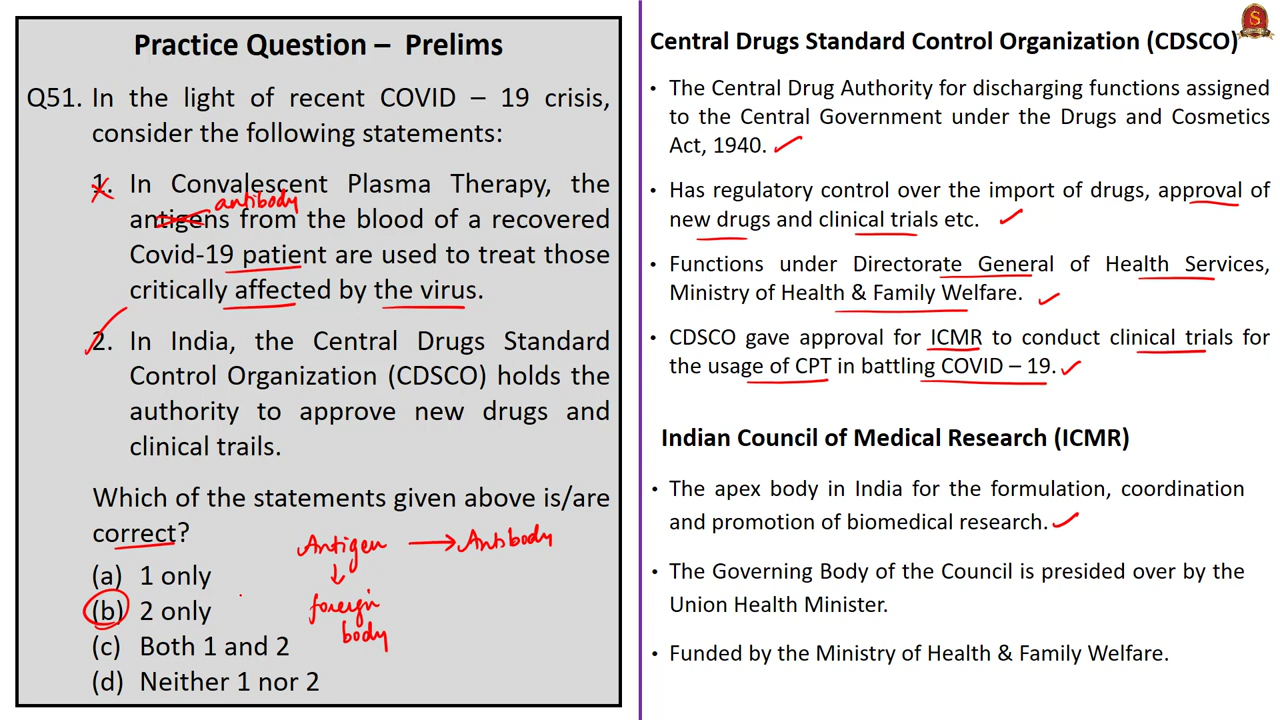 Practice Question – Prelims
Q51. In the light of recent COVID – 19 crisis,
consider the following statements:
1. In Convalescent Plasma Therapy, the
antibody
antigens from the blood of a recovered
Covid-19 patient are used to treat those
critically affected by the virus.
2. In India, the Central Drugs Standard
Control Organization (CDSCO) holds the
authority to approve new drugs and
clinical trails.
Which of the statements given above is/are
correct?
Antigen → Antibody
(a) 1 only
↓
(b) 2 only
foreign
body
(c) Both 1 and 2
(d) Neither 1 nor 2
S
Central Drugs Standard Control Organization (CDSCO)
• The Central Drug Authority for discharging functions assigned
to the Central Government under the Drugs and Cosmetics
Act, 1940.
• Has regulatory control over the import of drugs, approval of
new drugs and clinical trials etc.
• Functions under Directorate General of Health Services,
Ministry of Health & Family Welfare.
• CDSCO gave approval for ICMR to conduct clinical trials for
the usage of CPT in battling COVID – 19.
Indian Council of Medical Research (ICMR)
• The apex body in India for the formulation, coordination
and promotion of biomedical research.
• The Governing Body of the Council is presided over by the
Union Health Minister.
• Funded by the Ministry of Health & Family Welfare.